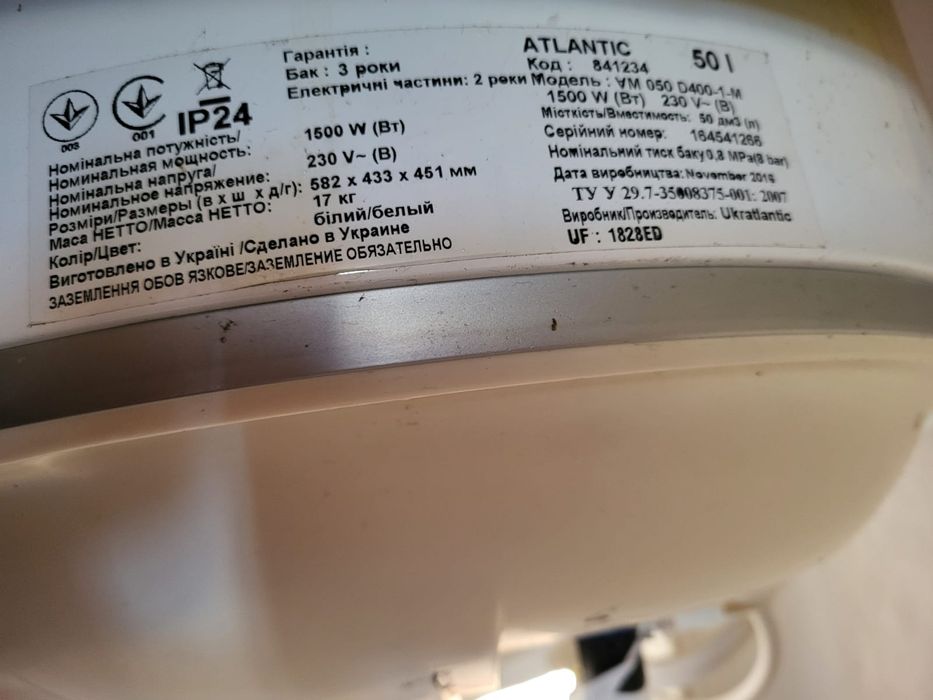 Гарантія :
Бак : 3 роки
Електричні частини: 2 роки
ATLANTIC 50 l
Код : 841234
Модель : VM 050 D400-1-M
1500 W (Вт) 230 V~ (В)
Місткість/Вместимость: 50 дм3 (л)
Серійний номер: 164541266
Номінальний тиск баку 0,8 МРа(8 bar)
Дата виробництва: November 2016
ТУ У 29.7-35008375-001: 2007
Виробник/Производитель: Ukratlantic
UF : 1828ED
003
001
IP24
Номінальна потужність/
Номинальная мощность: 1500 W (Вт)
Номінальна напруга/
Номинальное напряжение: 230 V~ (В)
Розміри/Размеры (в x ш x д/г): 582 x 433 x 451 мм
Маса НЕТТО/Масса НЕТТО: 17 кг
Колір/Цвет: білий/белый
Виготовлено в Україні /Сделано в Украине
ЗАЗЕМЛЕННЯ ОБОВ ЯЗКОВЕ/ЗАЗЕМЛЕНИЕ ОБЯЗАТЕЛЬНО